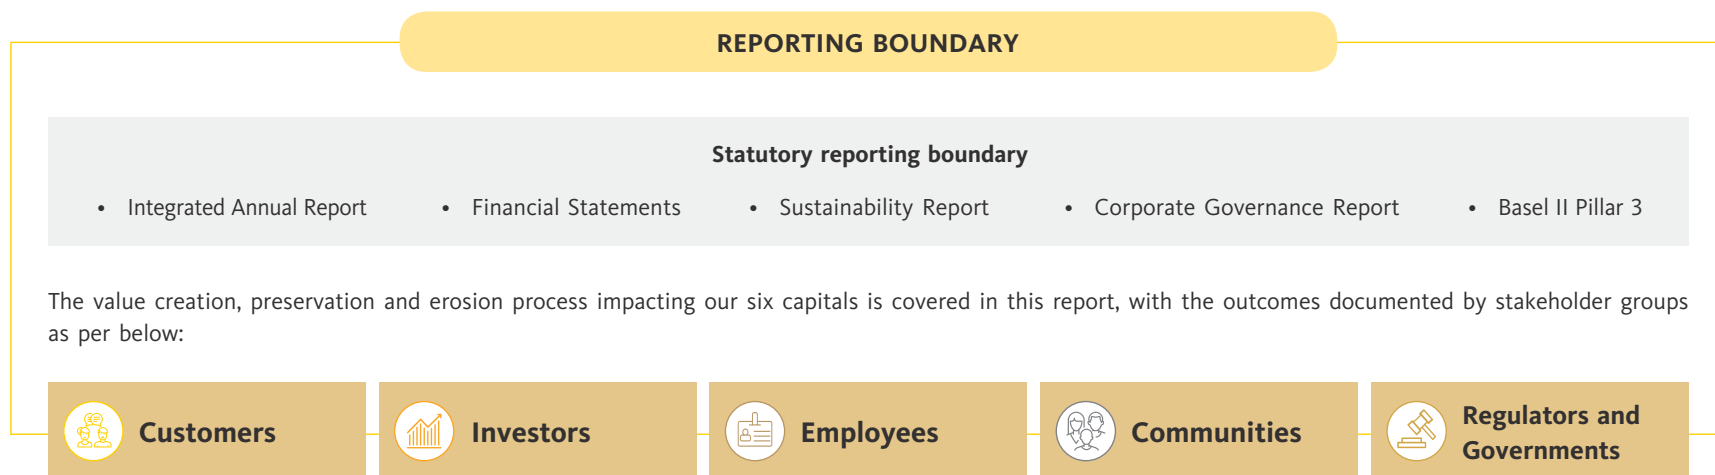 REPORTING BOUNDARY
Statutory reporting boundary
• Integrated Annual Report • Financial Statements • Sustainability Report • Corporate Governance Report • Basel II Pillar 3
The value creation, preservation and erosion process impacting our six capitals is covered in this report, with the outcomes documented by stakeholder groups
as per below:
Customers
Investors
Employees
Communities
Regulators and
Governments